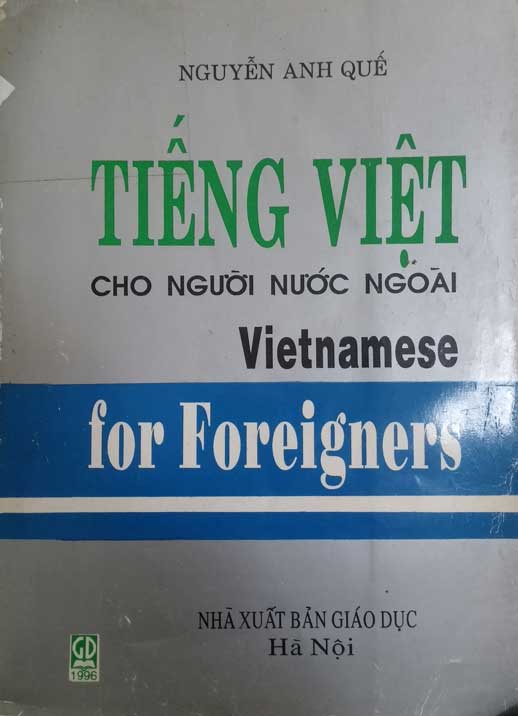 NGUYỄN ANH QUẾ
TIẾNG VIỆT
CHO NGƯỜI NƯỚC NGOÀI
Vietnamese
for Foreigners
NHÀ XUẤT BẢN GIÁO DỤC
Hà Nội
GD
1996